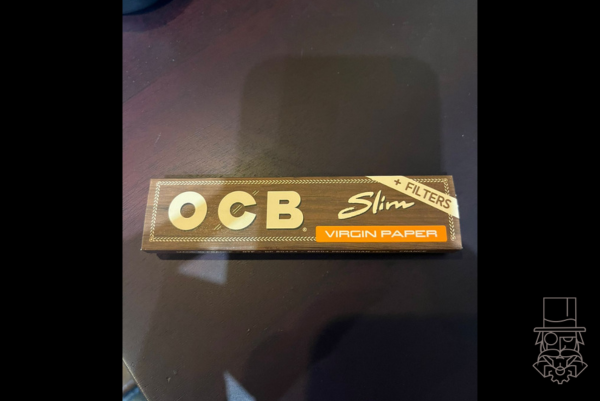 OCB
Slim
+ FILTERS
VIRGIN PAPER